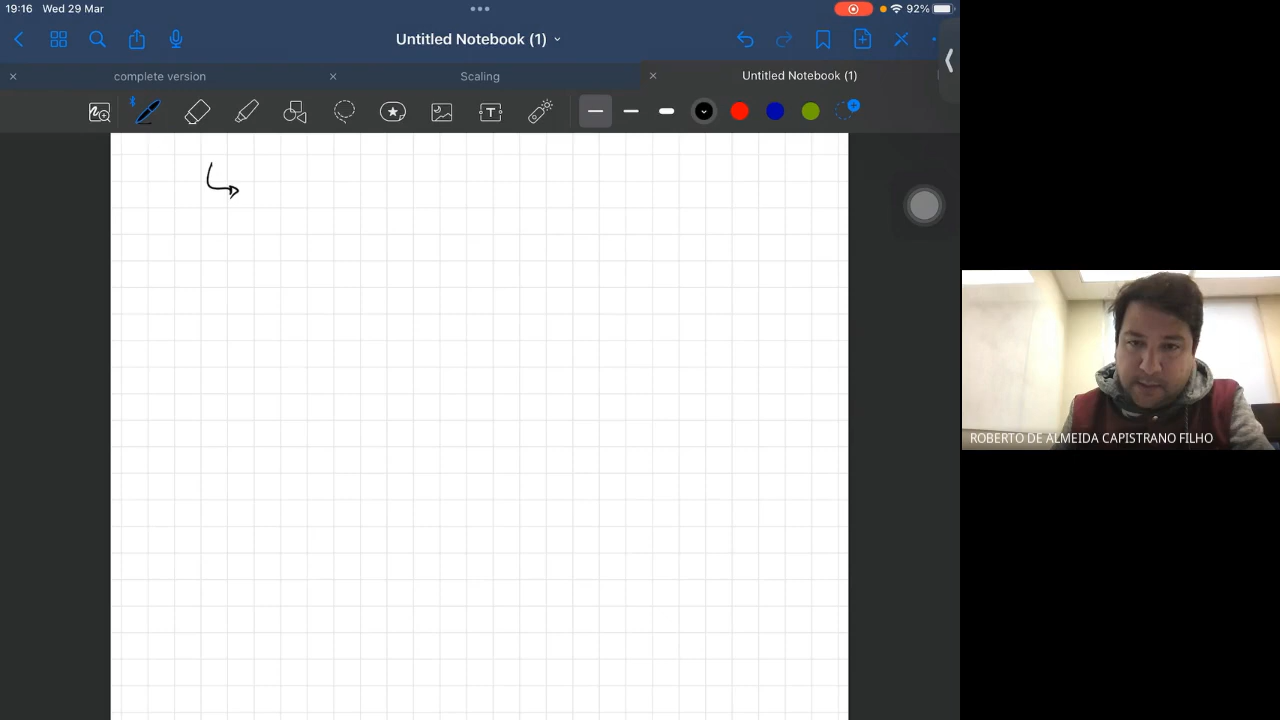 19:16 Wed 29 Mar 92%
Untitled Notebook (1)
complete version Scaling Untitled Notebook (1)
T
ROBERTO DE ALMEIDA CAPISTRANO FILHO